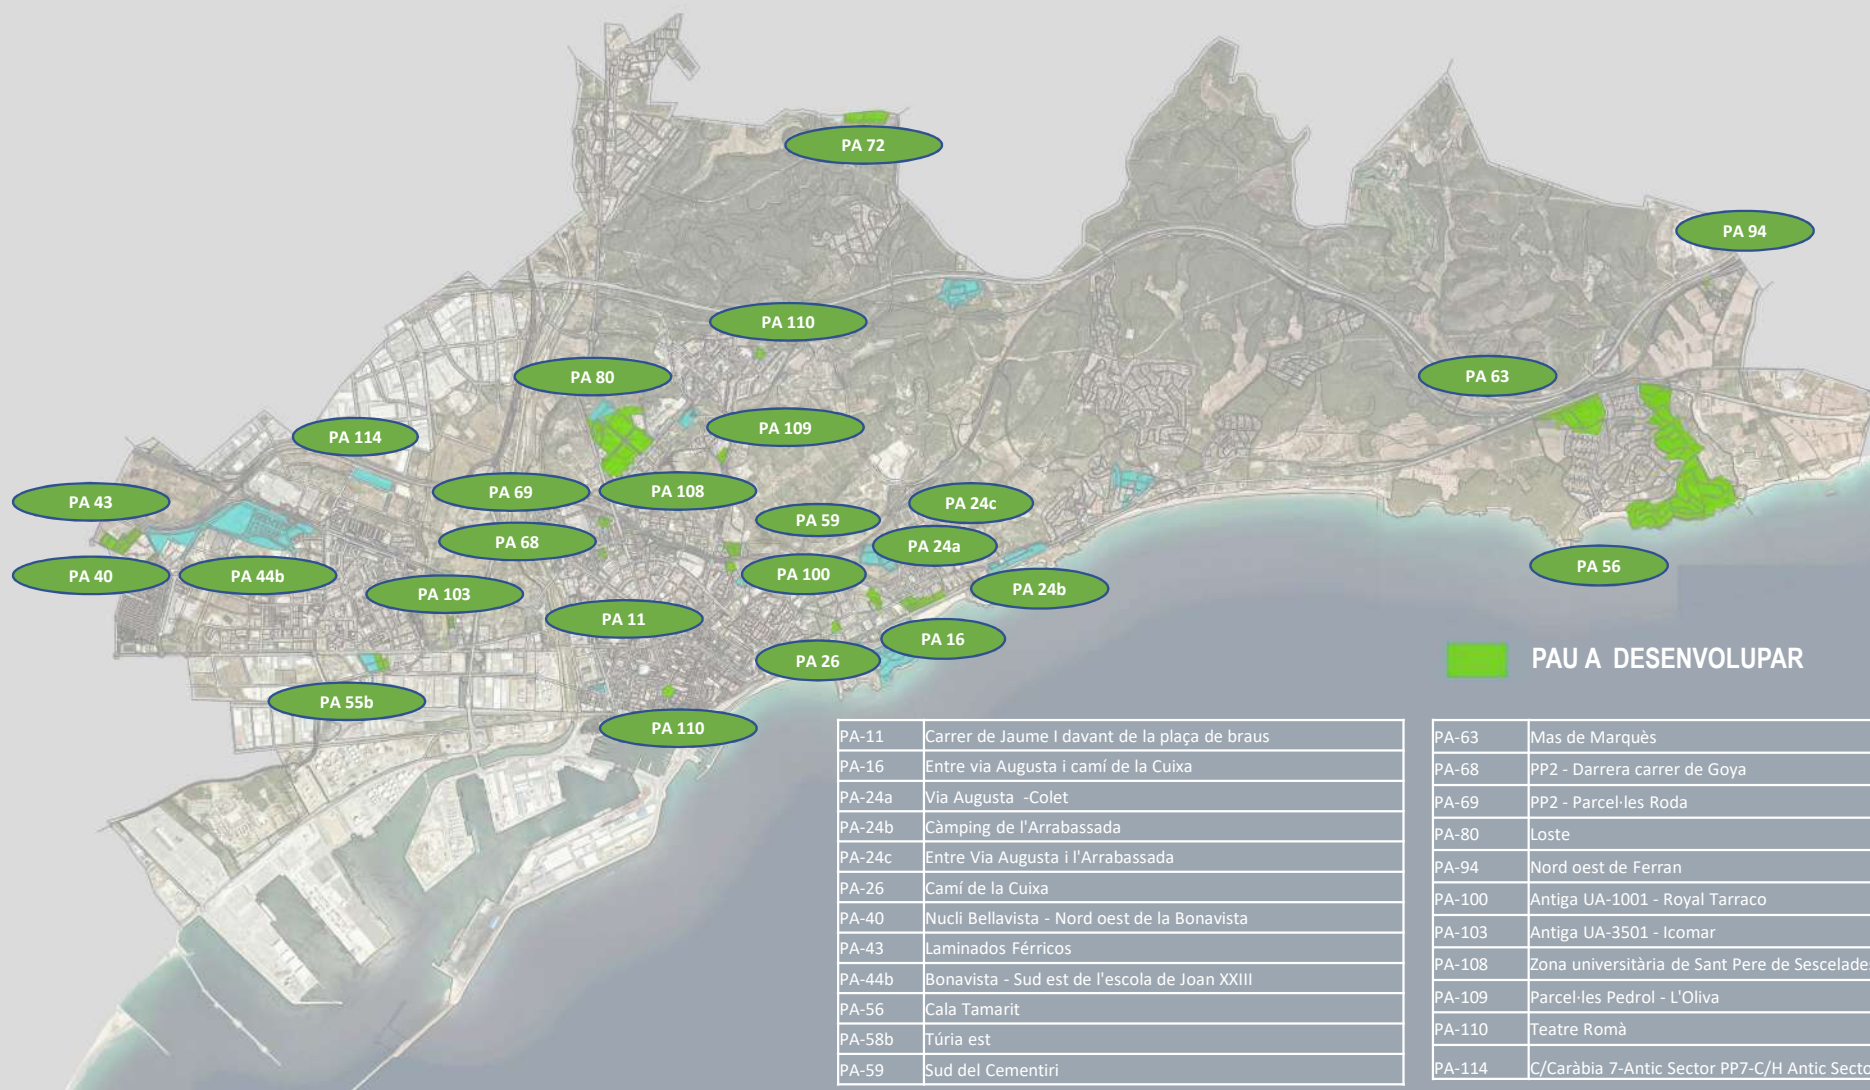 PA 72
PA 94
PA 110
PA 80
PA 63
PA 109
PA 114
PA 69
PA 108
PA 43
PA 24c
PA 59
PA 68
PA 24a
PA 56
PA 40
PA 44b
PA 100
PA 24b
PA 103
PA 11
PA 16
PA 26
PAU A DESENVOLUPAR
PA 55b
PA 110
PA-11 Carrer de Jaume I davant de la plaça de braus
PA-16 Entre via Augusta i camí de la Cuixa
PA-24a Via Augusta -Colet
PA-24b Càmping de l'Arrabassada
PA-24c Entre Via Augusta i l'Arrabassada
PA-26 Camí de la Cuixa
PA-40 Nucli Bellavista - Nord oest de la Bonavista
PA-43 Laminados Férricos
PA-44b Bonavista - Sud est de l'escola de Joan XXIII
PA-56 Cala Tamarit
PA-58b Túria est
PA-59 Sud del Cementiri
PA-63 Mas de Marquès
PA-68 PP2 - Darrera carrer de Goya
PA-69 PP2 - Parcel·les Roda
PA-80 Loste
PA-94 Nord oest de Ferran
PA-100 Antiga UA-1001 - Royal Tarraco
PA-103 Antiga UA-3501 - Icomar
PA-108 Zona universitària de Sant Pere de Sescelade
PA-109 Parcel·les Pedrol - L'Oliva
PA-110 Teatre Romà
PA-114 C/Caràbia 7-Antic Sector PP7-C/H Antic Secto